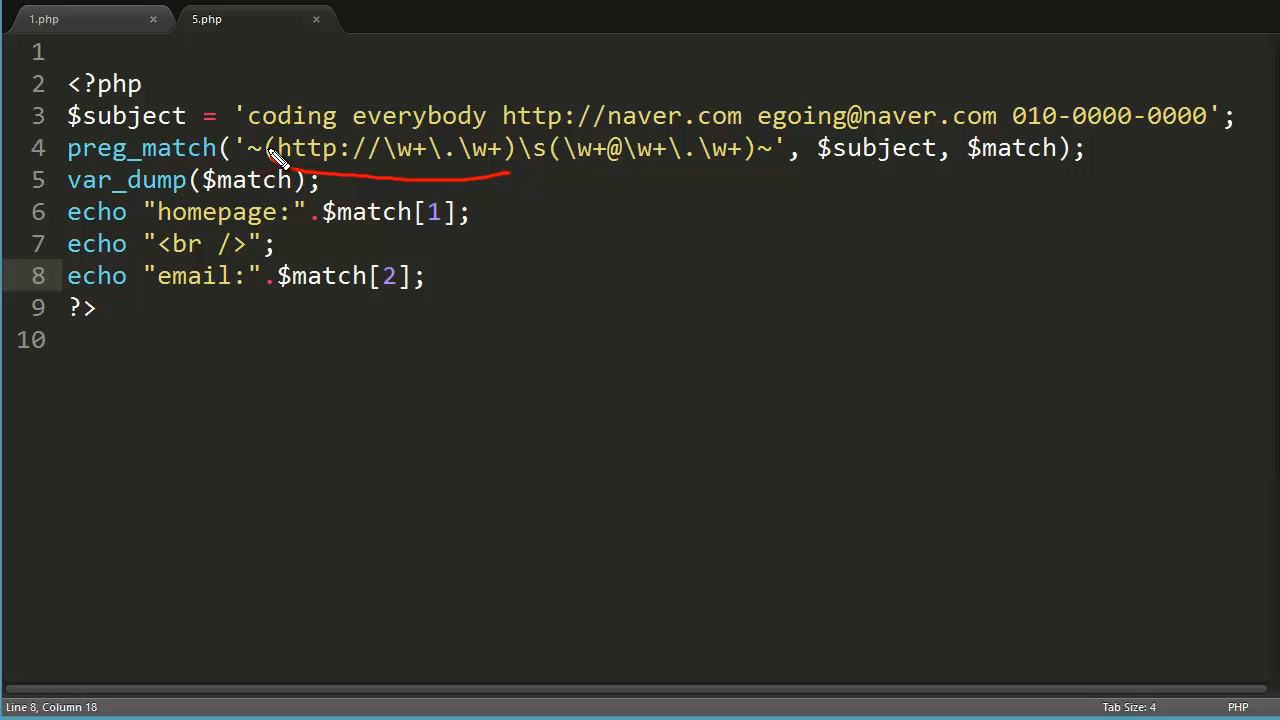 1.php × 5.php ×
1
2 <?php
3 $subject = 'coding everybody http://naver.com egoing@naver.com 010-0000-0000';
4 preg_match('~(http://\w+\.\w+)\s(\w+@\w+\.\w+)~', $subject, $match);
5 var_dump($match);
6 echo "homepage:".$match[1];
7 echo "<br />";
8 echo "email:".$match[2];
9 ?>
10
Line 8, Column 18 Tab Size: 4 PHP